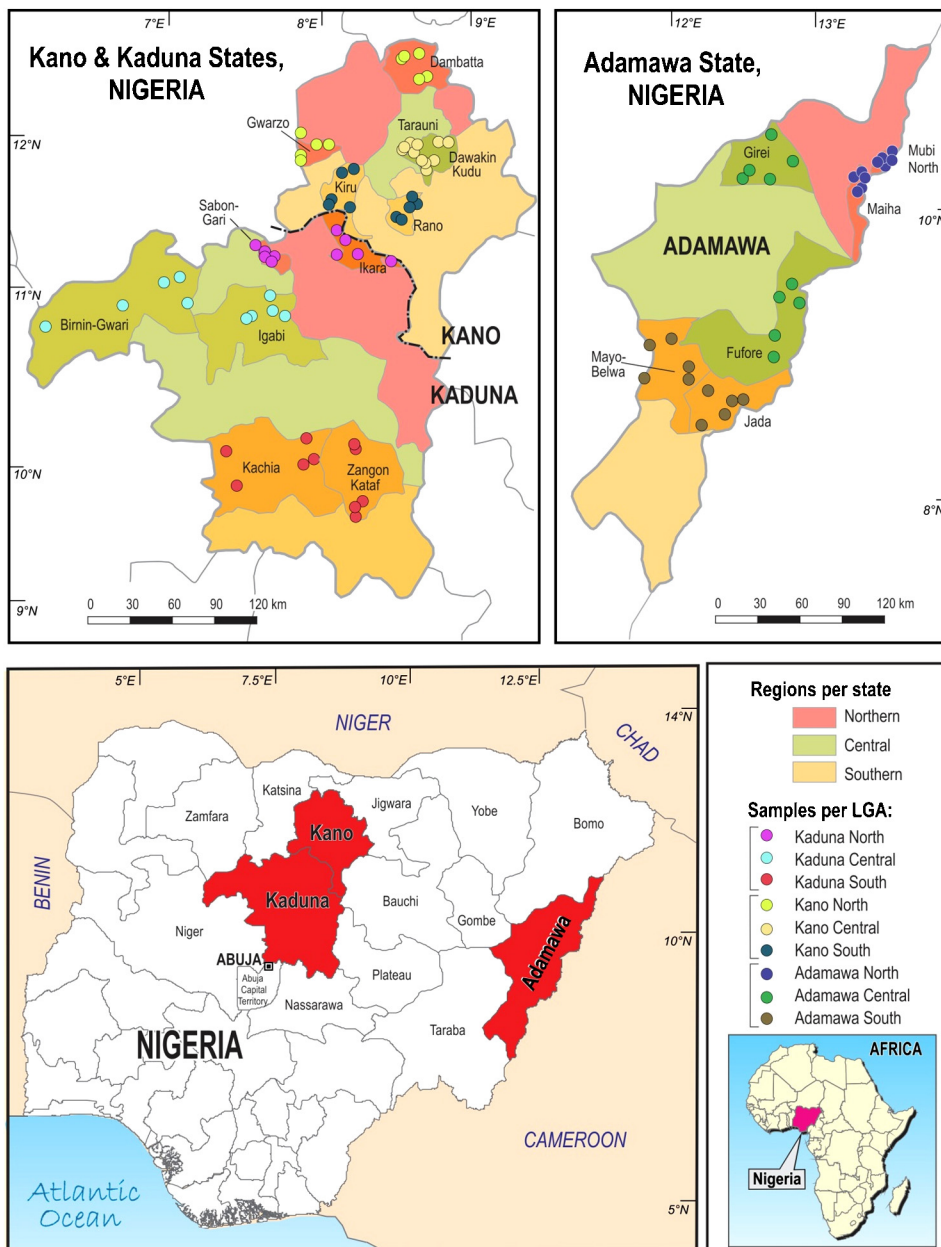 7°E
8°E
9°E
Kano & Kaduna States,
NIGERIA
Dambatta
12°N
Gwarzo
Tarauni
Dawakin
Kudu
Kiru
Sabon-
Gari
Rano
Ikara
11°N
Birnin-Gwari
Igabi
KANO
KADUNA
10°N
Kachia
Zangon
Kataf
9°N
0 30 60 90 120 km
12°E
13°E
Adamawa State,
NIGERIA
Girei
Mubi
North
Maiha
10°N
ADAMAWA
Mayo-
Belwa
Fufore
Jada
8°N
0 30 60 90 120 km
5°E
7.5°E
10°E
12.5°E
14°N
NIGER
CHAD
Katsina
Jigwara
Yobe
Zamfara
Kano
Bomo
BENIN
Kaduna
Bauchi
Gombe
Niger
Adamawa
10°N
ABUJA
Abuja
Capital
Territory
Plateau
Nassarawa
Taraba
NIGERIA
CAMEROON
Atlantic
Ocean
5°N
Regions per state
Northern
Central
Southern
Samples per LGA:
Kaduna North
Kaduna Central
Kaduna South
Kano North
Kano Central
Kano South
Adamawa North
Adamawa Central
Adamawa South
AFRICA
Nigeria